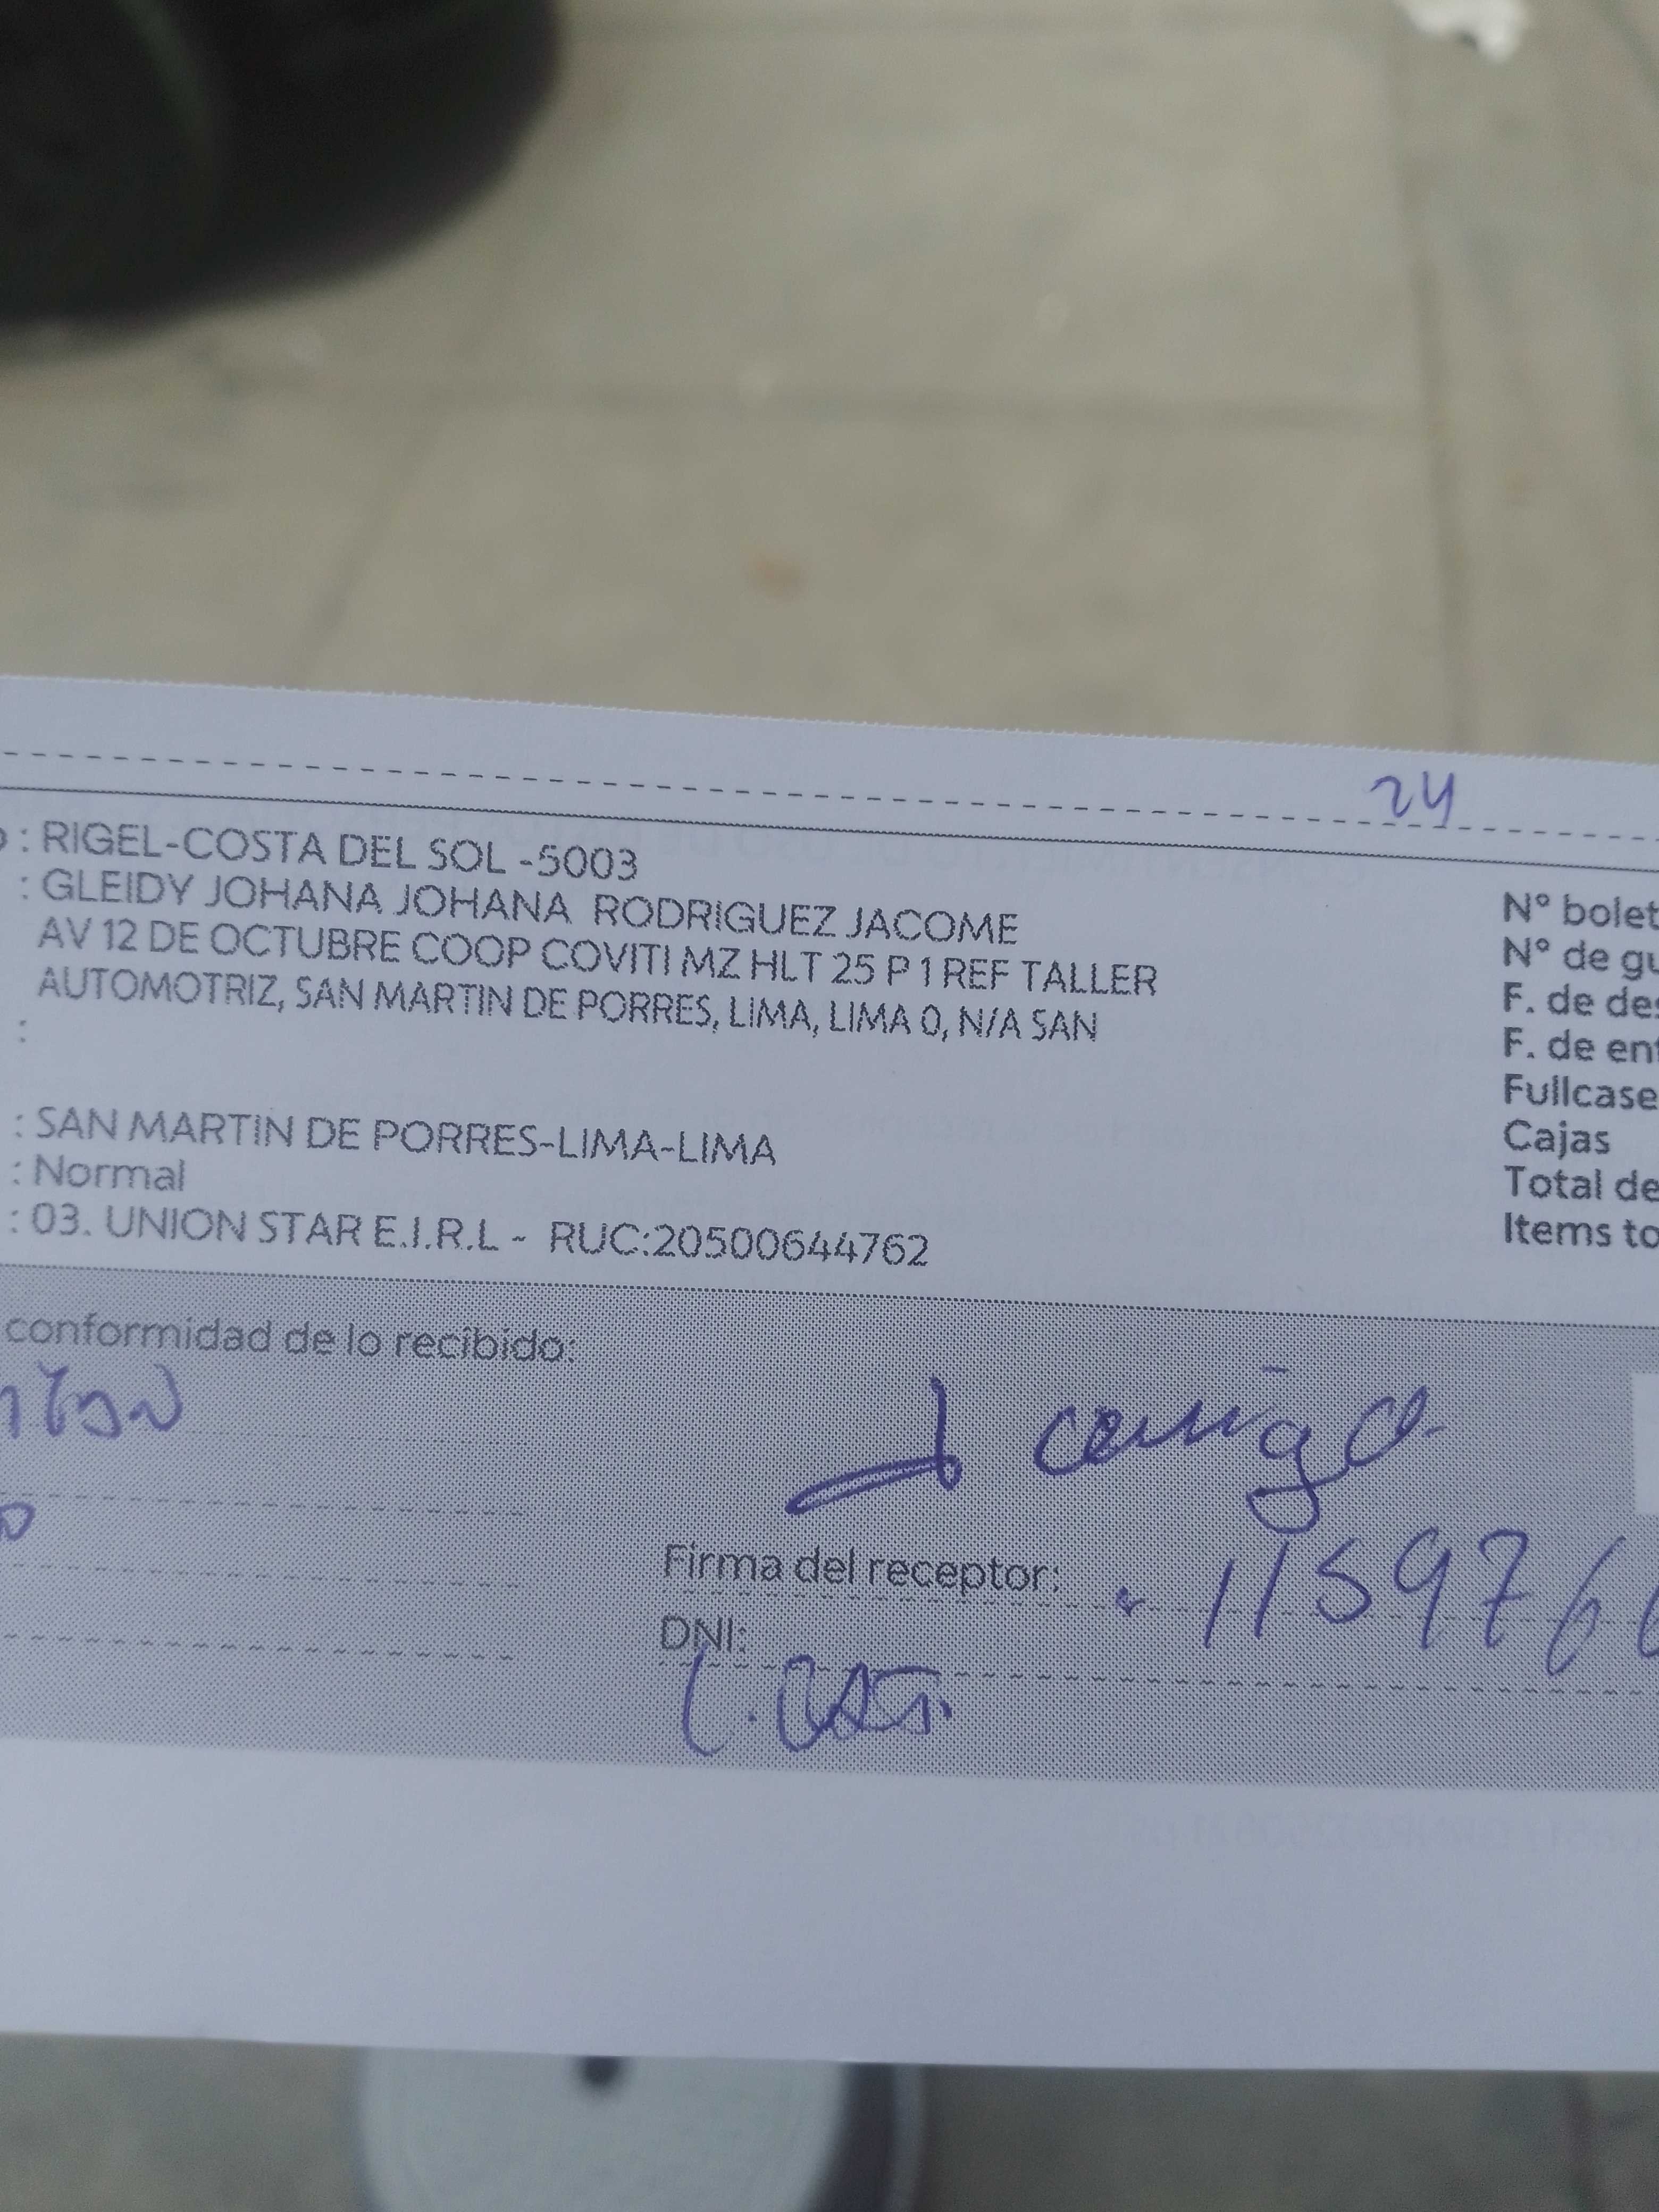 24
: RIGEL-COSTA DEL SOL -5003
: GLEIDY JOHANA JOHANA RODRIGUEZ JACOME
AV 12 DE OCTUBRE COOP COVITI MZ HLT 25 P 1 REF TALLER
AUTOMOTRIZ, SAN MARTIN DE PORRES, LIMA, LIMA 0, N/A SAN
:
: SAN MARTIN DE PORRES-LIMA-LIMA
: Normal
: 03. UNION STAR E.I.R.L - RUC:20500644762
N° bolet
N° de gu
F. de des
F. de ent
Fullcase
Cajas
Total de
Items to
conformidad de lo recibido:
Firma del receptor: 115976
DNI: